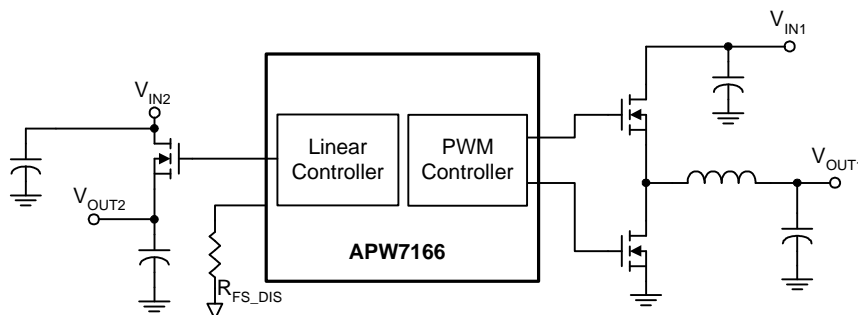 V_IN1
V_IN2
Linear
Controller
PWM
Controller
V_OUT1
V_OUT2
APW7166
R_FS_DIS